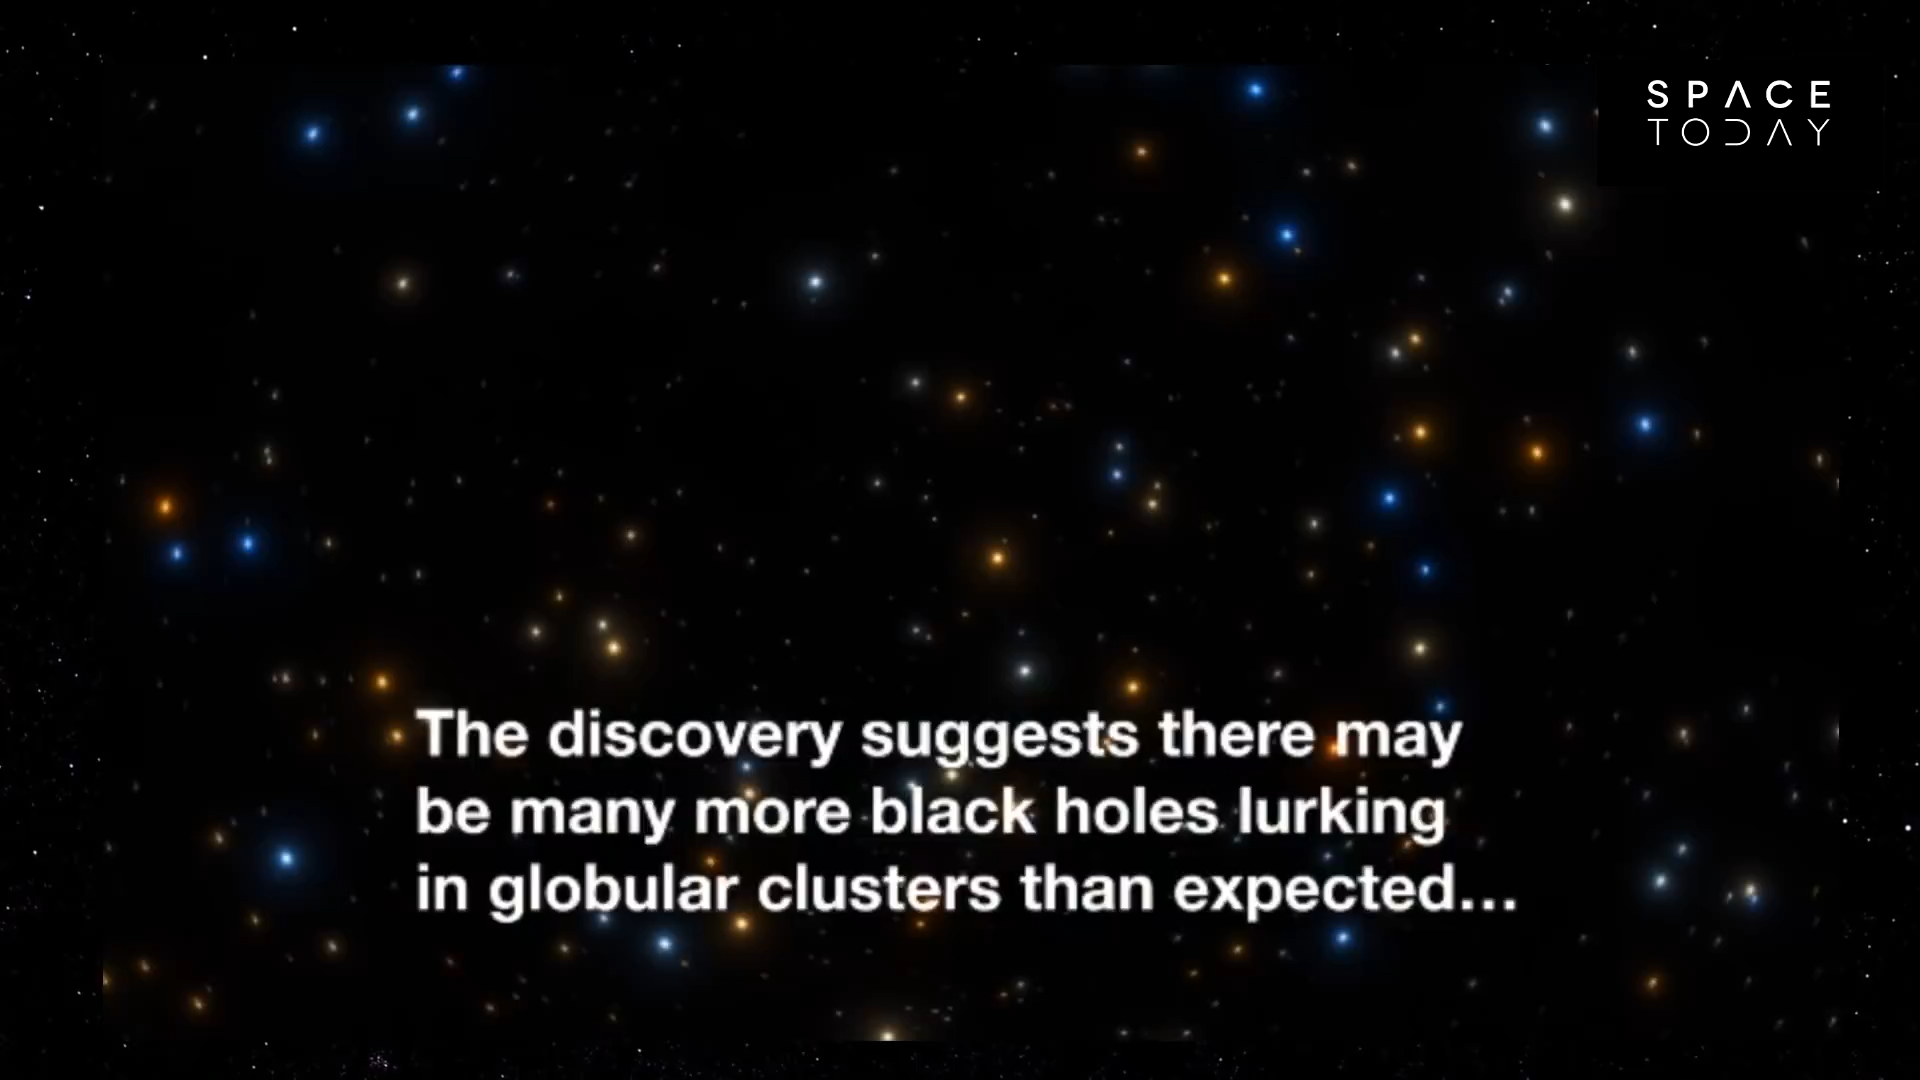 SPACE
TODAY
The discovery suggests there may
be many more black holes lurking
in globular clusters than expected...